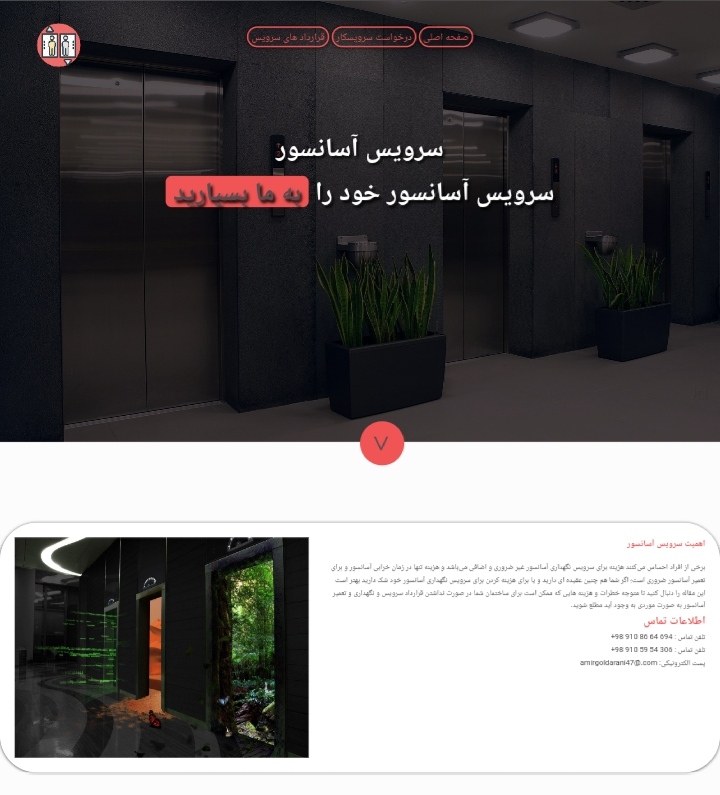 صفحه اصلی
درخواست سرویسکار
قرارداد های سرویس
سرویس آسانسور
سرویس آسانسور خود را به ما بسپارید
V
اهمیت سرویس آسانسور
برخی از افراد احساس می‌کنند هزینه برای سرویس نگهداری آسانسور غیر ضروری و اضافی می‌باشد و هزینه تنها در زمان خرابی آسانسور و برای
تعمیر آسانسور ضروری است؛ اگر شما هم چنین عقیده ای دارید و یا برای هزینه کردن برای سرویس نگهداری آسانسور خود شک دارید بهتر است
این مقاله را دنبال کنید تا متوجه خطرات و هزینه هایی که ممکن است برای ساختمان شما در صورت نداشتن قرارداد سرویس و نگهداری و تعمیر
آسانسور به صورت موردی به وجود آید مطلع شوید.
اطلاعات تماس
تلفن تماس : 694 64 86 910 98+
تلفن تماس : 306 54 59 910 98+
پست الکترونیکی: amirgoldarani47@.com